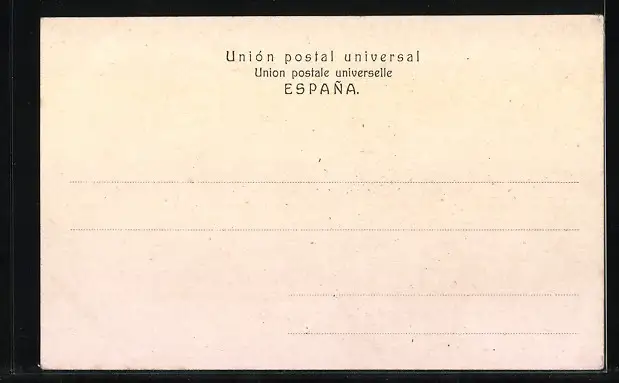 Unión postal universal
Union postale universelle
ESPAÑA.